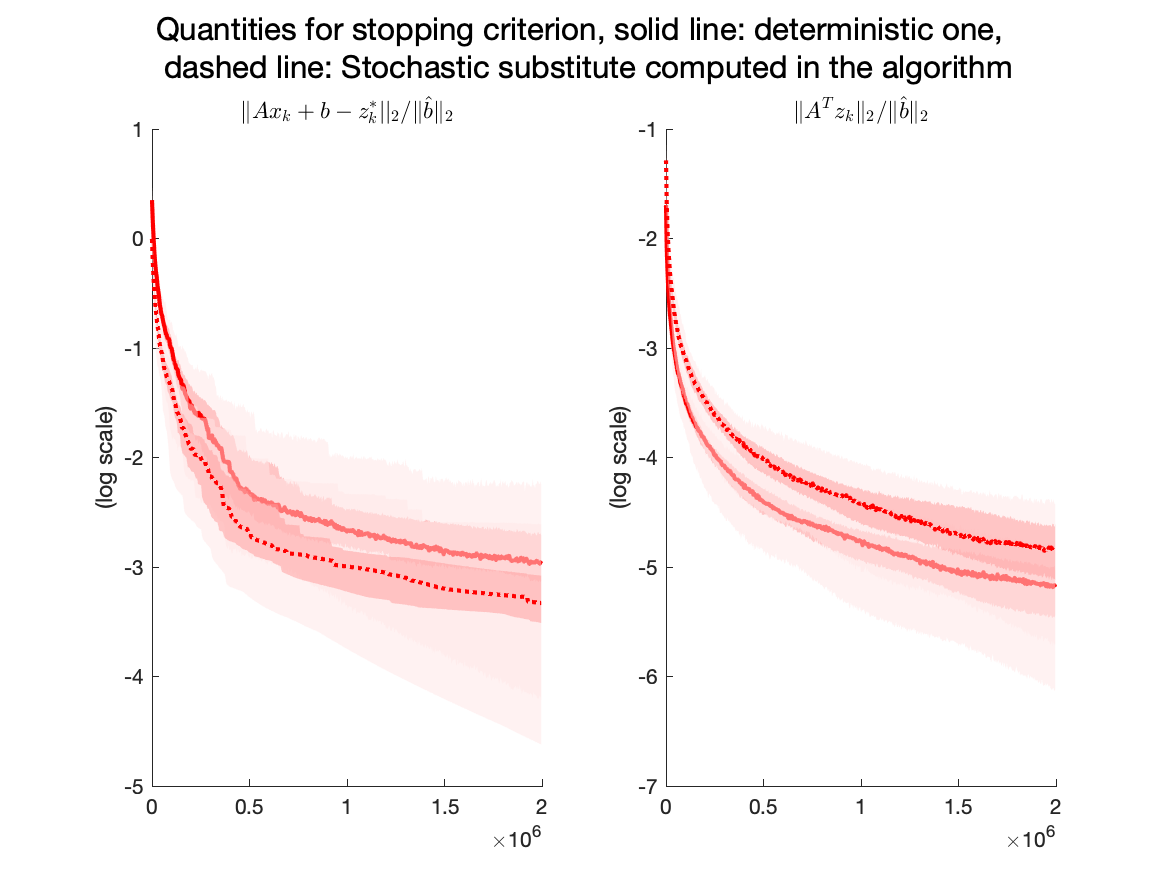 Quantities for stopping criterion, solid line: deterministic one,
dashed line: Stochastic substitute computed in the algorithm
‖Ax_k + b − z_k^*||_2/‖b̂‖_2
1
0
-1
-2
-3
-4
-5
(log scale)
0 0.5 1 1.5 2
×10^6
‖A^T z_k‖_2/‖b̂‖_2
-1
-2
-3
-4
-5
-6
-7
(log scale)
0 0.5 1 1.5 2
×10^6